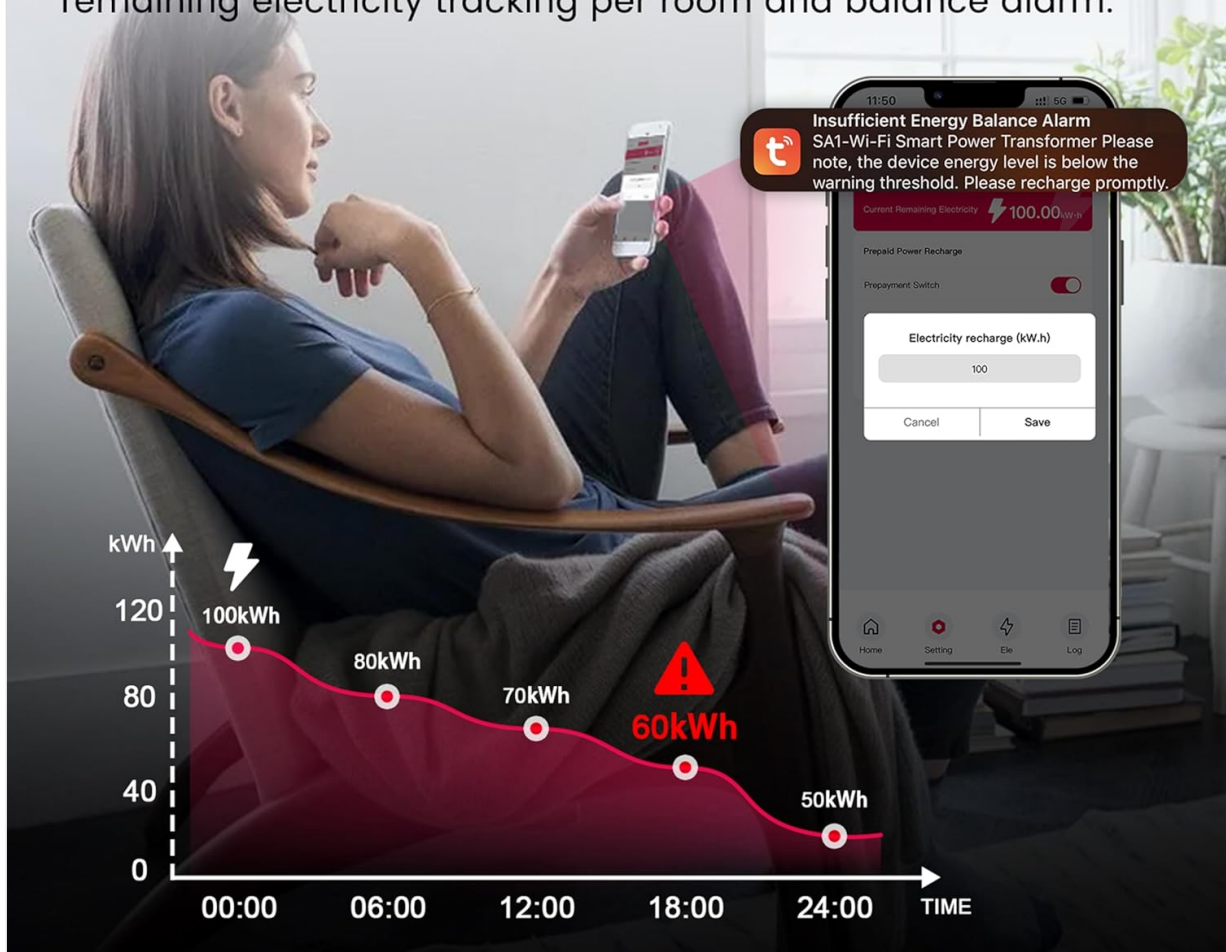 remaining electricity tracking per room and balance alarm.
11:50
5G
Insufficient Energy Balance Alarm
SA1-Wi-Fi Smart Power Transformer Please
note, the device energy level is below the
warning threshold. Please recharge promptly.
Current Remaining Electricity
100.00kW·h
Prepaid Power Recharge
Prepayment Switch
Electricity recharge (kW.h)
100
Cancel
Save
Home
Setting
Ele
Log
kWh
120
80
40
0
100kWh
80kWh
70kWh
60kWh
50kWh
00:00
06:00
12:00
18:00
24:00
TIME